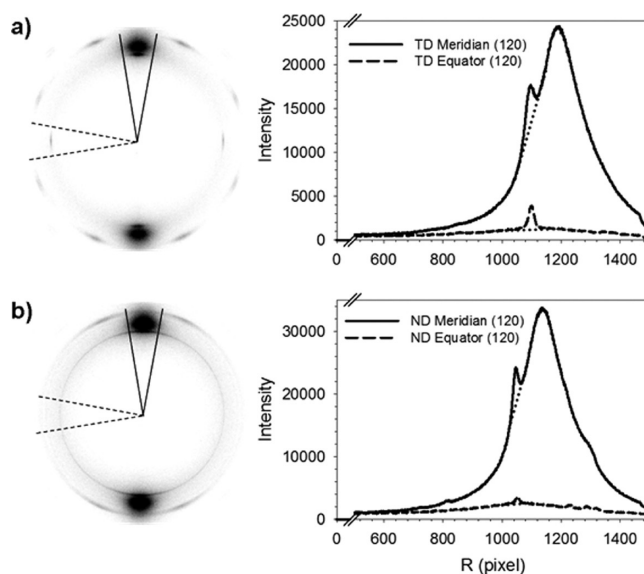 a)
25000
20000
15000
10000
5000
0
Intensity
TD Meridian (120)
TD Equator (120)
0 600 800 1000 1200 1400
b)
30000
20000
10000
0
Intensity
ND Meridian (120)
ND Equator (120)
0 600 800 1000 1200 1400
R (pixel)